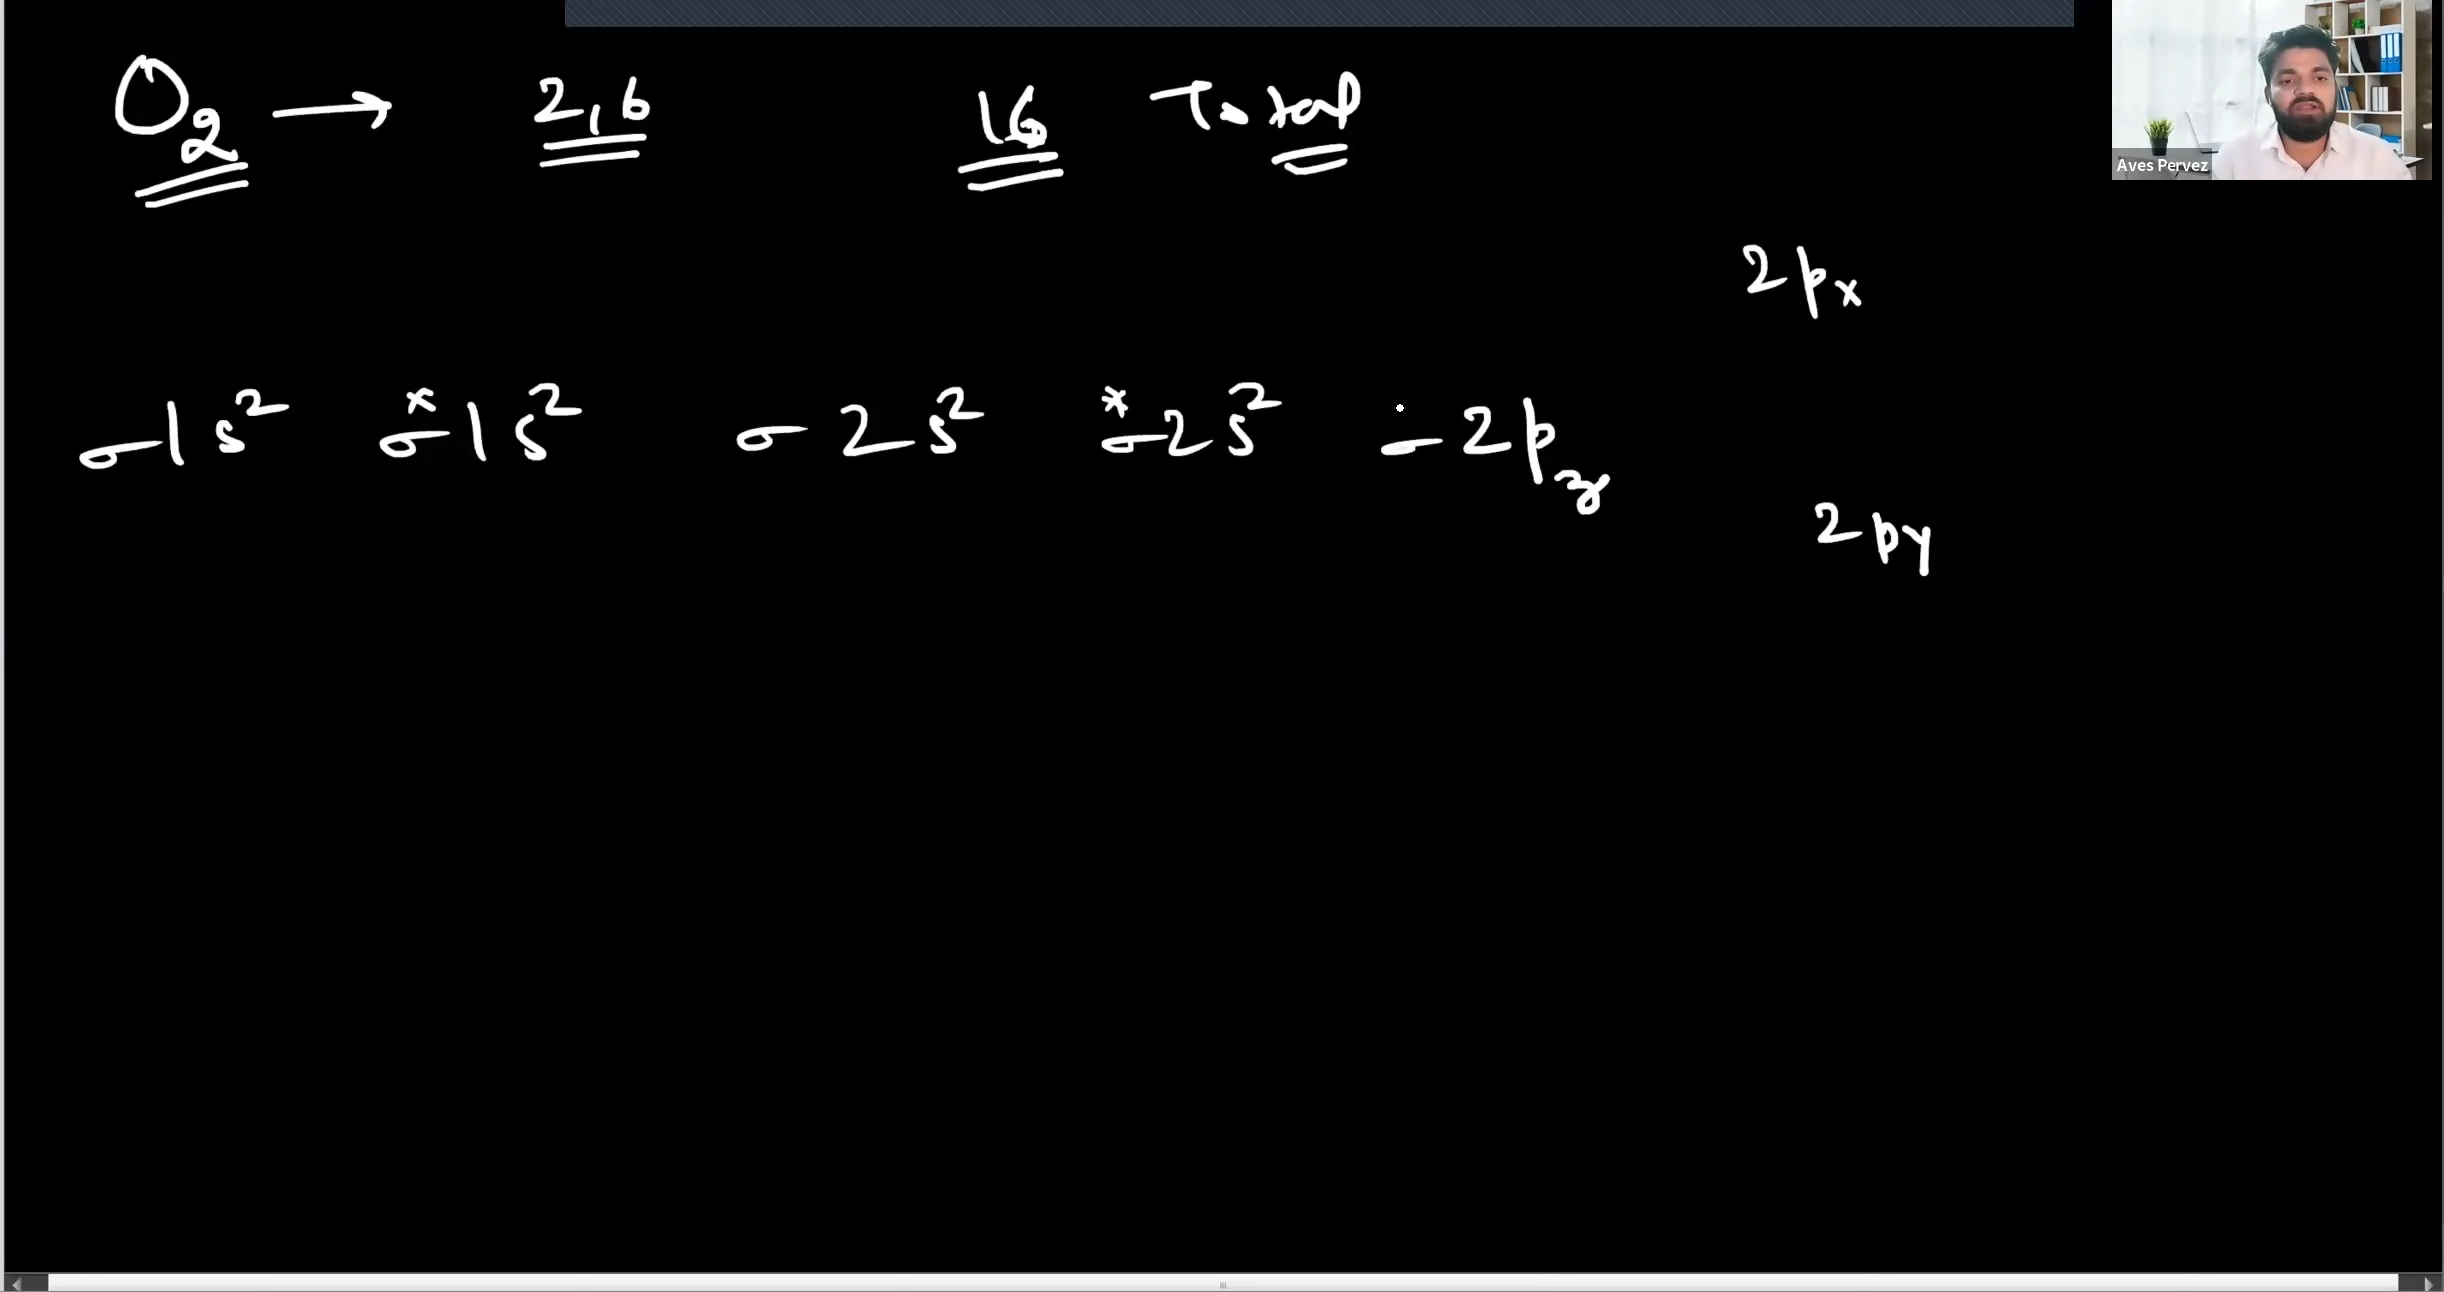 O₂ → 2,6 16 Total
2px
σ1s² σ*1s² σ2s² σ*2s² σ2pz
2py
Aves Pervez